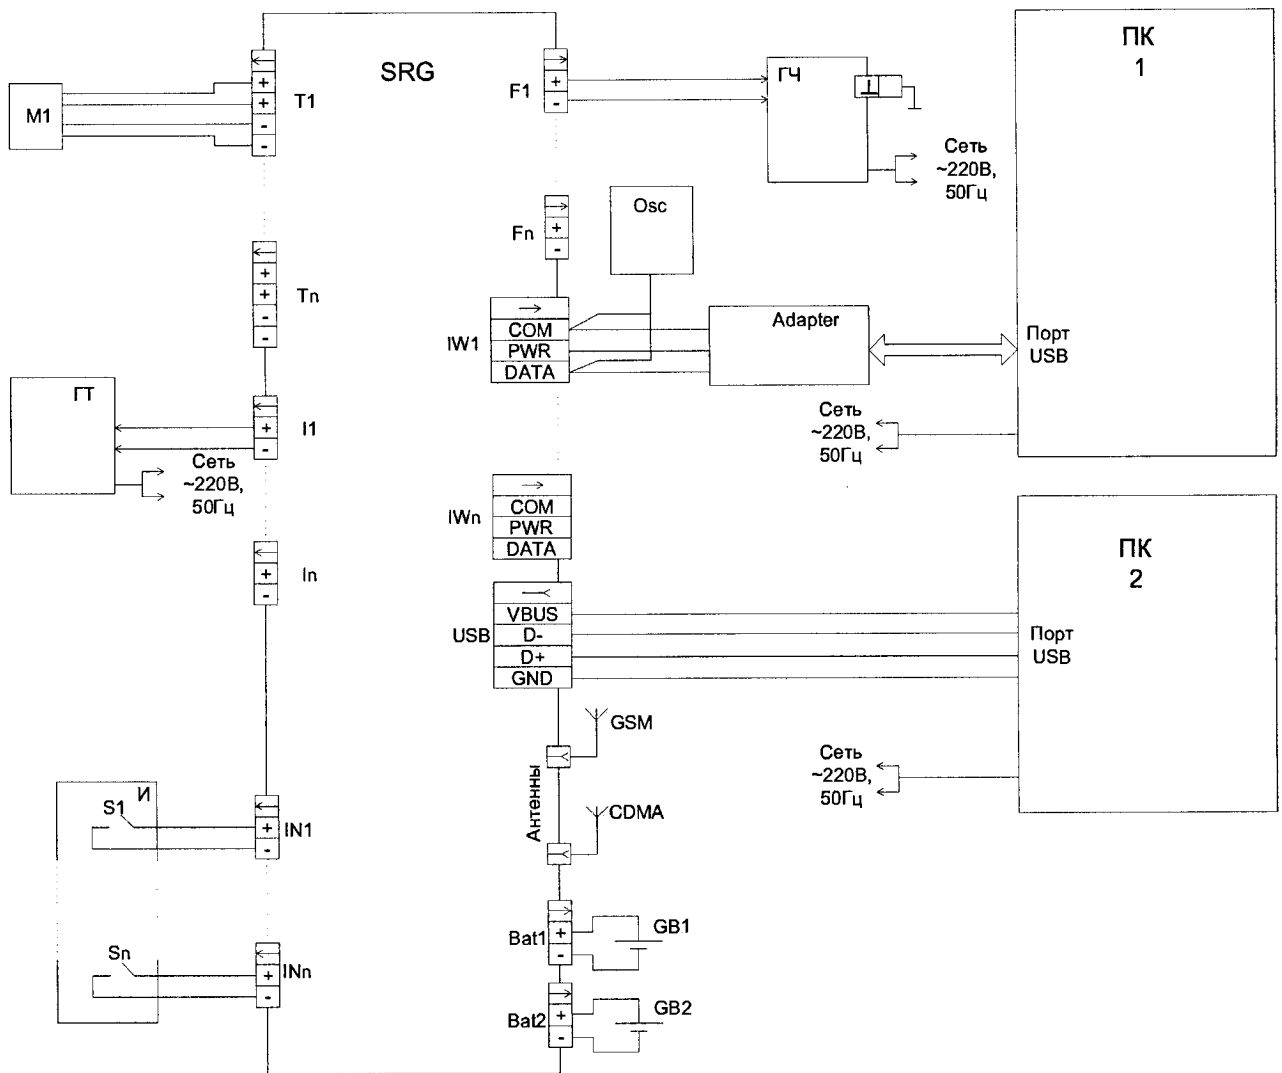 SRG
ПК
1
M1
+
+
-
-
T1
F1
+
-
ГЧ
Сеть
~220В,
50Гц
Fn
+
-
Osc
+
+
-
-
Tn
IW1
COM
PWR
DATA
Adapter
Порт
USB
ГТ
+
-
I1
Сеть
~220В,
50Гц
Сеть
~220В,
50Гц
IWn
COM
PWR
DATA
ПК
2
+
-
In
USB
VBUS
D-
D+
GND
Порт
USB
GSM
Антенны
CDMA
Сеть
~220В,
50Гц
И
S1
+
-
IN1
Bat1
+
-
GB1
Sn
+
-
INn
Bat2
+
-
GB2